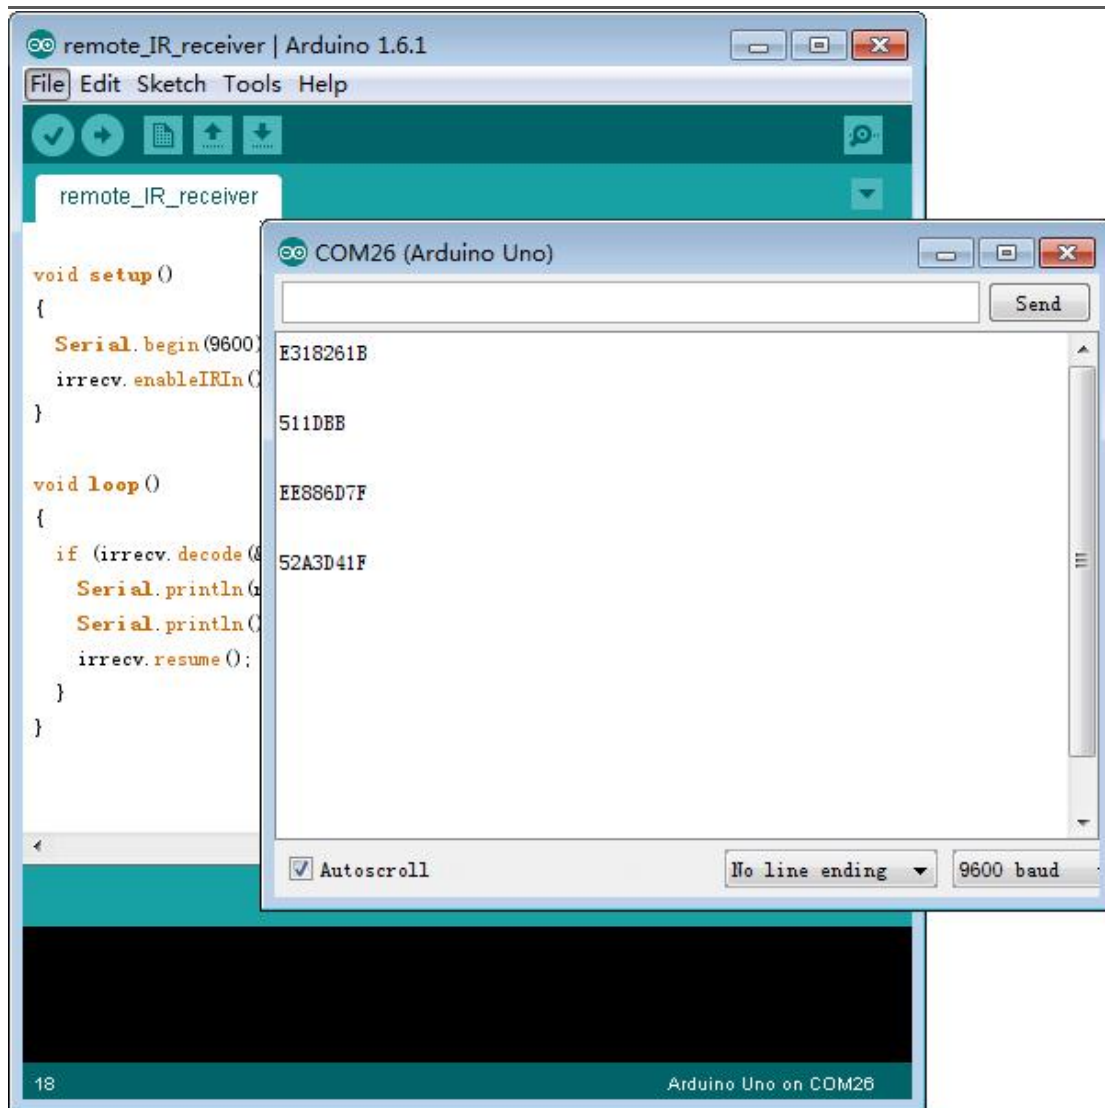 remote_IR_receiver | Arduino 1.6.1
File Edit Sketch Tools Help
remote_IR_receiver
void setup()
{
Serial.begin(9600)
irrecv.enableIRIn()
}
void loop()
{
if (irrecv.decode(&
Serial.println(
Serial.println()
irrecv.resume();
}
}
COM26 (Arduino Uno)
Send
E318261B
511DBB
EE886D7F
52A3D41F
Autoscroll
No line ending
9600 baud
18
Arduino Uno on COM26